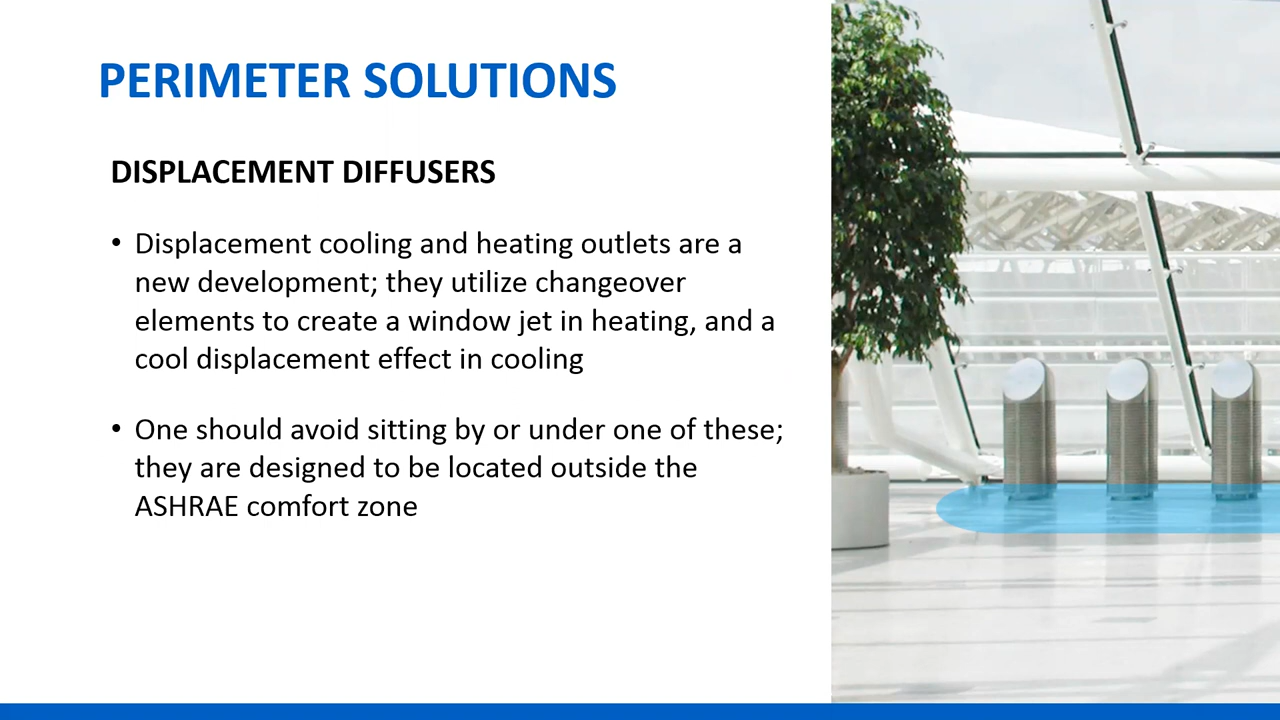 PERIMETER SOLUTIONS
DISPLACEMENT DIFFUSERS
• Displacement cooling and heating outlets are a
new development; they utilize changeover
elements to create a window jet in heating, and a
cool displacement effect in cooling
• One should avoid sitting by or under one of these;
they are designed to be located outside the
ASHRAE comfort zone